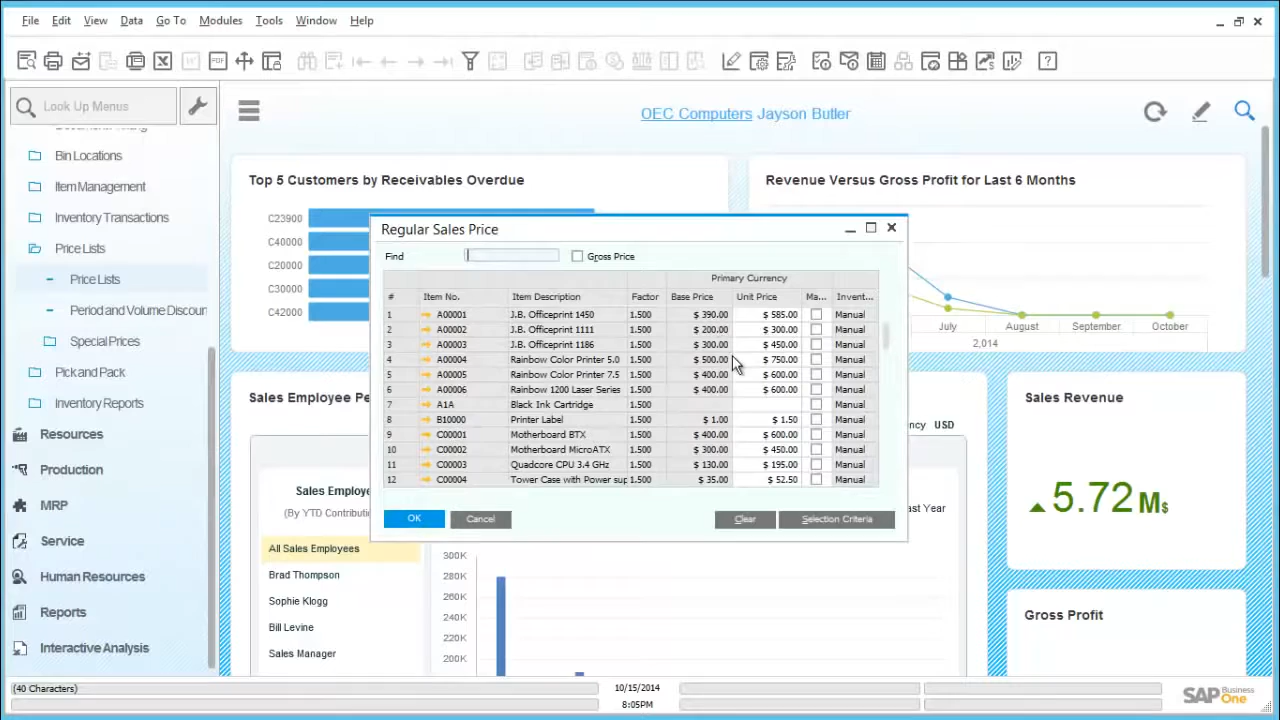 File Edit View Data Go To Modules Tools Window Help
Look Up Menus
OEC Computers Jayson Butler
Bin Locations
Item Management
Inventory Transactions
Price Lists
Price Lists
Period and Volume Discoun
Special Prices
Pick and Pack
Inventory Reports
Resources
Production
MRP
Service
Human Resources
Reports
Interactive Analysis
Top 5 Customers by Receivables Overdue
C23900
C40000
C20000
C30000
C42000
Revenue Versus Gross Profit for Last 6 Months
July August September October
2,014
Regular Sales Price
Find Gross Price
Primary Currency
# Item No. Item Description Factor Base Price Unit Price Ma... Invent...
1 A00001 J.B. Officeprint 1450 1.500 $ 390.00 $ 585.00 Manual
2 A00002 J.B. Officeprint 1111 1.500 $ 200.00 $ 300.00 Manual
3 A00003 J.B. Officeprint 1186 1.500 $ 300.00 $ 450.00 Manual
4 A00004 Rainbow Color Printer 5.0 1.500 $ 500.00 $ 750.00 Manual
5 A00005 Rainbow Color Printer 7.5 1.500 $ 400.00 $ 600.00 Manual
6 A00006 Rainbow 1200 Laser Series 1.500 $ 400.00 $ 600.00 Manual
7 A1A Black Ink Cartridge 1.500 Manual
8 B10000 Printer Label 1.500 $ 1.00 $ 1.50 Manual
9 C00001 Motherboard BTX 1.500 $ 400.00 $ 600.00 Manual
10 C00002 Motherboard MicroATX 1.500 $ 300.00 $ 450.00 Manual
11 C00003 Quadcore CPU 3.4 GHz 1.500 $ 130.00 $ 195.00 Manual
12 C00004 Tower Case with Power sup 1.500 $ 35.00 $ 52.50 Manual
OK Cancel Clear Selection Criteria
Sales Employee Pe
ncy USD
Sales Employe
(By YTD Contributi
ast Year
All Sales Employees
Brad Thompson
Sophie Klogg
Bill Levine
Sales Manager
300K
280K
260K
240K
220K
200K
Sales Revenue
5.72 M$
Gross Profit
(40 Characters)
10/15/2014
8:05PM
SAP Business One